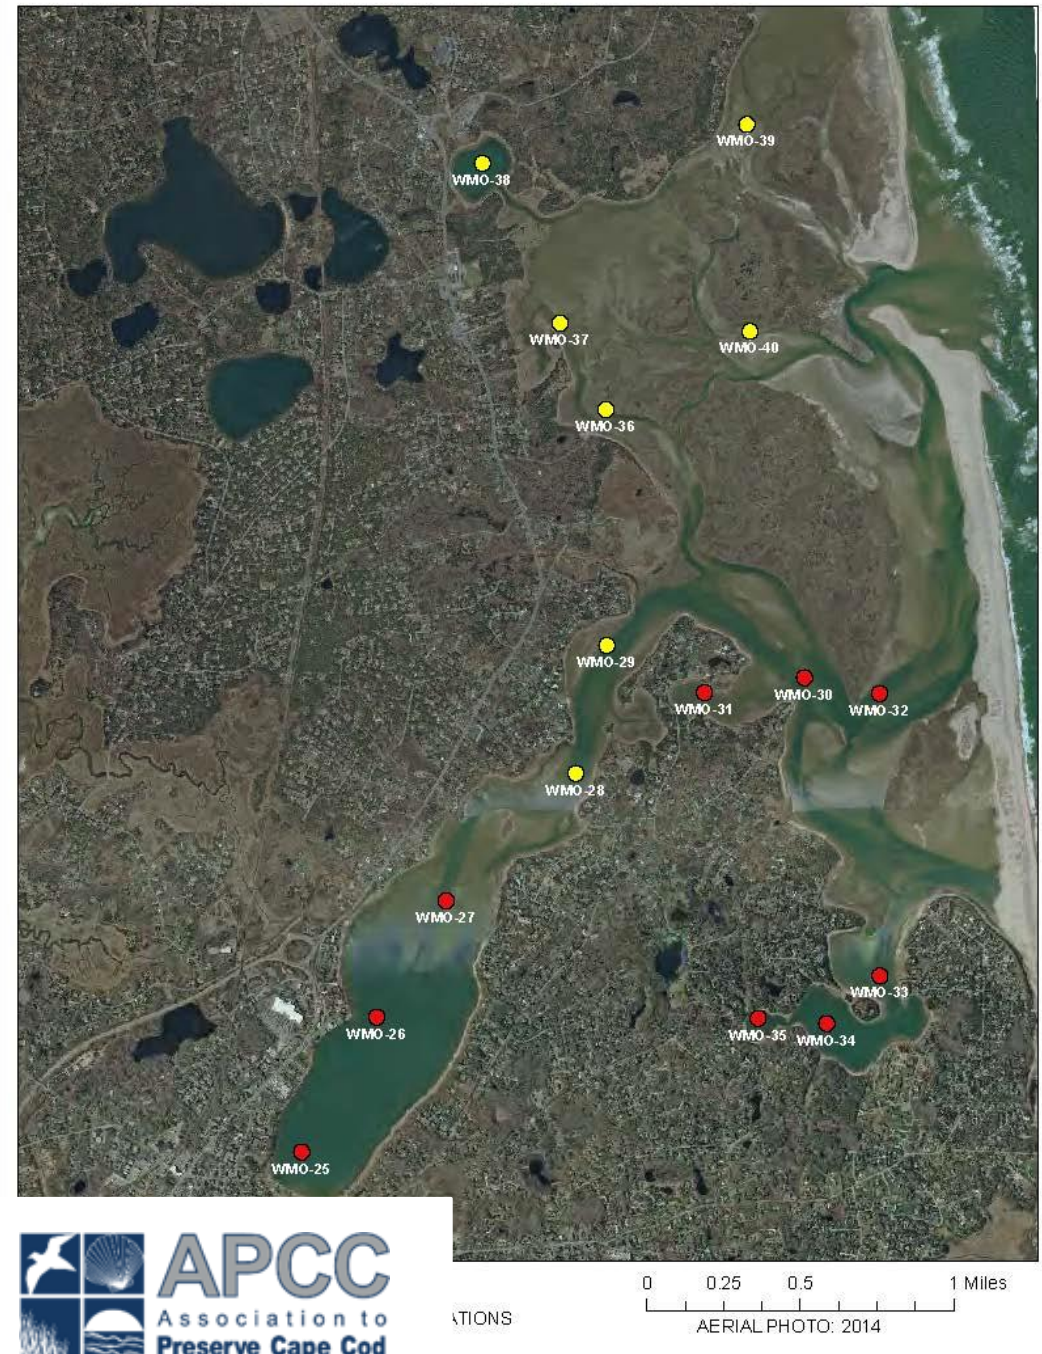 WMO-39
WMO-38
WMO-37
WMO-40
WMO-36
WMO-29
WMO-31
WMO-30
WMO-32
WMO-28
WMO-27
WMO-33
WMO-26
WMO-35
WMO-34
WMO-25
APCC
Association to
Preserve Cape Cod
ATIONS
0 0.25 0.5 1 Miles
AERIAL PHOTO: 2014